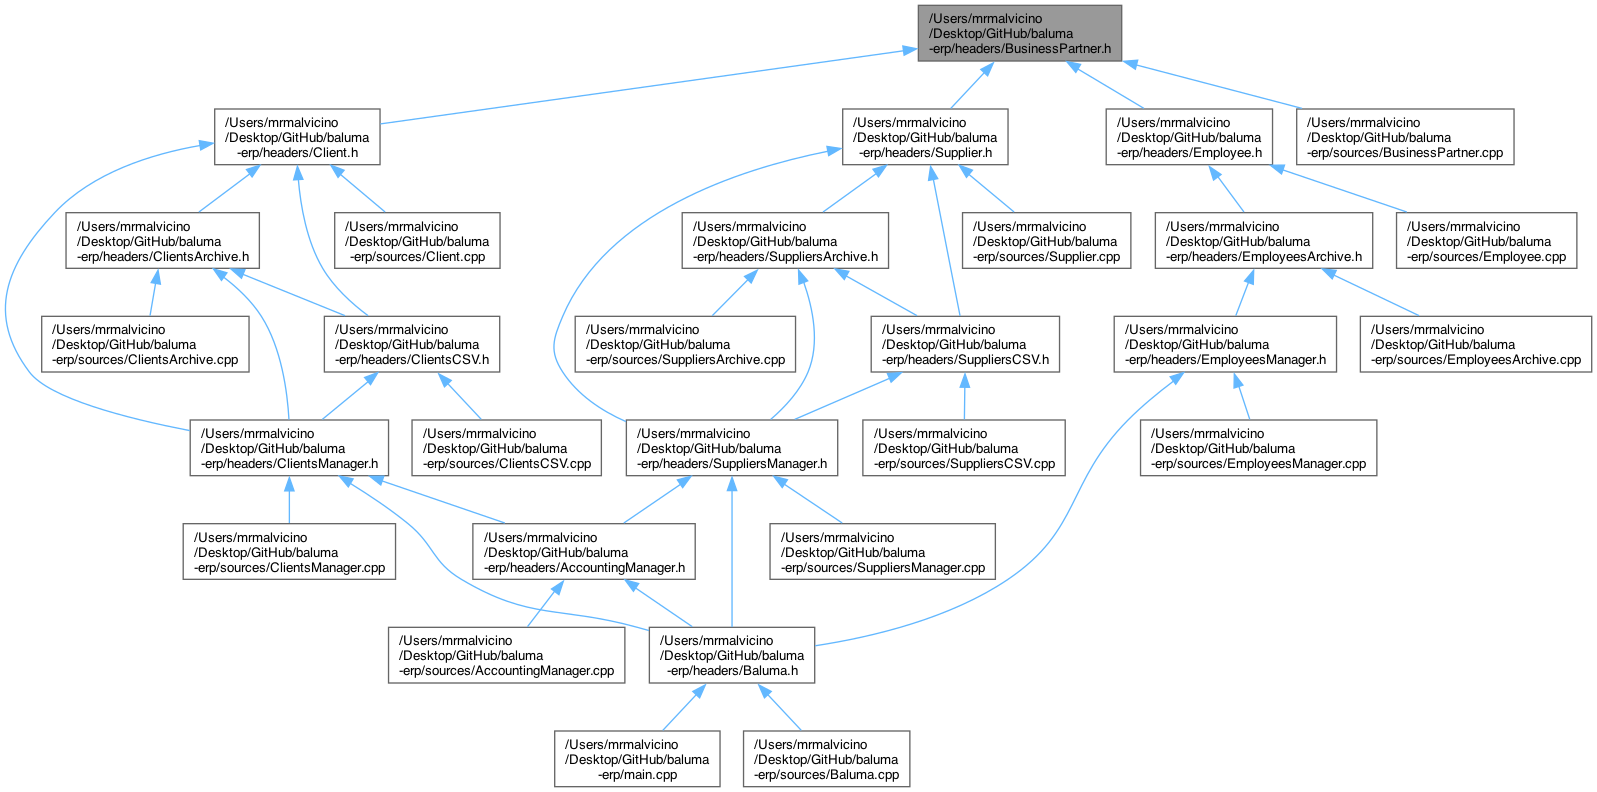 /Users/mrmalvicino
/Desktop/GitHub/baluma
-erp/headers/BusinessPartner.h
/Users/mrmalvicino
/Desktop/GitHub/baluma
-erp/headers/Client.h
/Users/mrmalvicino
/Desktop/GitHub/baluma
-erp/headers/Supplier.h
/Users/mrmalvicino
/Desktop/GitHub/baluma
-erp/headers/Employee.h
/Users/mrmalvicino
/Desktop/GitHub/baluma
-erp/sources/BusinessPartner.cpp
/Users/mrmalvicino
/Desktop/GitHub/baluma
-erp/headers/ClientsArchive.h
/Users/mrmalvicino
/Desktop/GitHub/baluma
-erp/sources/Client.cpp
/Users/mrmalvicino
/Desktop/GitHub/baluma
-erp/headers/SuppliersArchive.h
/Users/mrmalvicino
/Desktop/GitHub/baluma
-erp/sources/Supplier.cpp
/Users/mrmalvicino
/Desktop/GitHub/baluma
-erp/headers/EmployeesArchive.h
/Users/mrmalvicino
/Desktop/GitHub/baluma
-erp/sources/Employee.cpp
/Users/mrmalvicino
/Desktop/GitHub/baluma
-erp/sources/ClientsArchive.cpp
/Users/mrmalvicino
/Desktop/GitHub/baluma
-erp/headers/ClientsCSV.h
/Users/mrmalvicino
/Desktop/GitHub/baluma
-erp/sources/SuppliersArchive.cpp
/Users/mrmalvicino
/Desktop/GitHub/baluma
-erp/headers/SuppliersCSV.h
/Users/mrmalvicino
/Desktop/GitHub/baluma
-erp/headers/EmployeesManager.h
/Users/mrmalvicino
/Desktop/GitHub/baluma
-erp/sources/EmployeesArchive.cpp
/Users/mrmalvicino
/Desktop/GitHub/baluma
-erp/headers/ClientsManager.h
/Users/mrmalvicino
/Desktop/GitHub/baluma
-erp/sources/ClientsCSV.cpp
/Users/mrmalvicino
/Desktop/GitHub/baluma
-erp/headers/SuppliersManager.h
/Users/mrmalvicino
/Desktop/GitHub/baluma
-erp/sources/SuppliersCSV.cpp
/Users/mrmalvicino
/Desktop/GitHub/baluma
-erp/sources/EmployeesManager.cpp
/Users/mrmalvicino
/Desktop/GitHub/baluma
-erp/sources/ClientsManager.cpp
/Users/mrmalvicino
/Desktop/GitHub/baluma
-erp/headers/AccountingManager.h
/Users/mrmalvicino
/Desktop/GitHub/baluma
-erp/sources/SuppliersManager.cpp
/Users/mrmalvicino
/Desktop/GitHub/baluma
-erp/sources/AccountingManager.cpp
/Users/mrmalvicino
/Desktop/GitHub/baluma
-erp/headers/Baluma.h
/Users/mrmalvicino
/Desktop/GitHub/baluma
-erp/main.cpp
/Users/mrmalvicino
/Desktop/GitHub/baluma
-erp/sources/Baluma.cpp